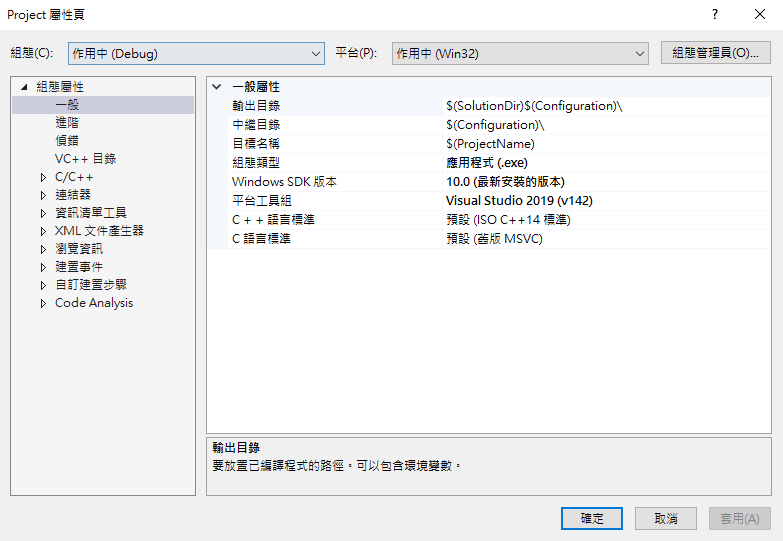 Project 屬性頁
組態(C): 作用中 (Debug) 平台(P): 作用中 (Win32) 組態管理員(O)...
組態屬性
一般
進階
偵錯
VC++ 目錄
C/C++
連結器
資訊清單工具
XML 文件產生器
瀏覽資訊
建置事件
自訂建置步驟
Code Analysis
一般屬性
輸出目錄 $(SolutionDir)$(Configuration)\
中繼目錄 $(Configuration)\
目標名稱 $(ProjectName)
組態類型 應用程式 (.exe)
Windows SDK 版本 10.0 (最新安裝的版本)
平台工具組 Visual Studio 2019 (v142)
C + + 語言標準 預設 (ISO C++14 標準)
C 語言標準 預設 (舊版 MSVC)
輸出目錄
要放置已編譯程式的路徑。可以包含環境變數。
確定 取消 套用(A)